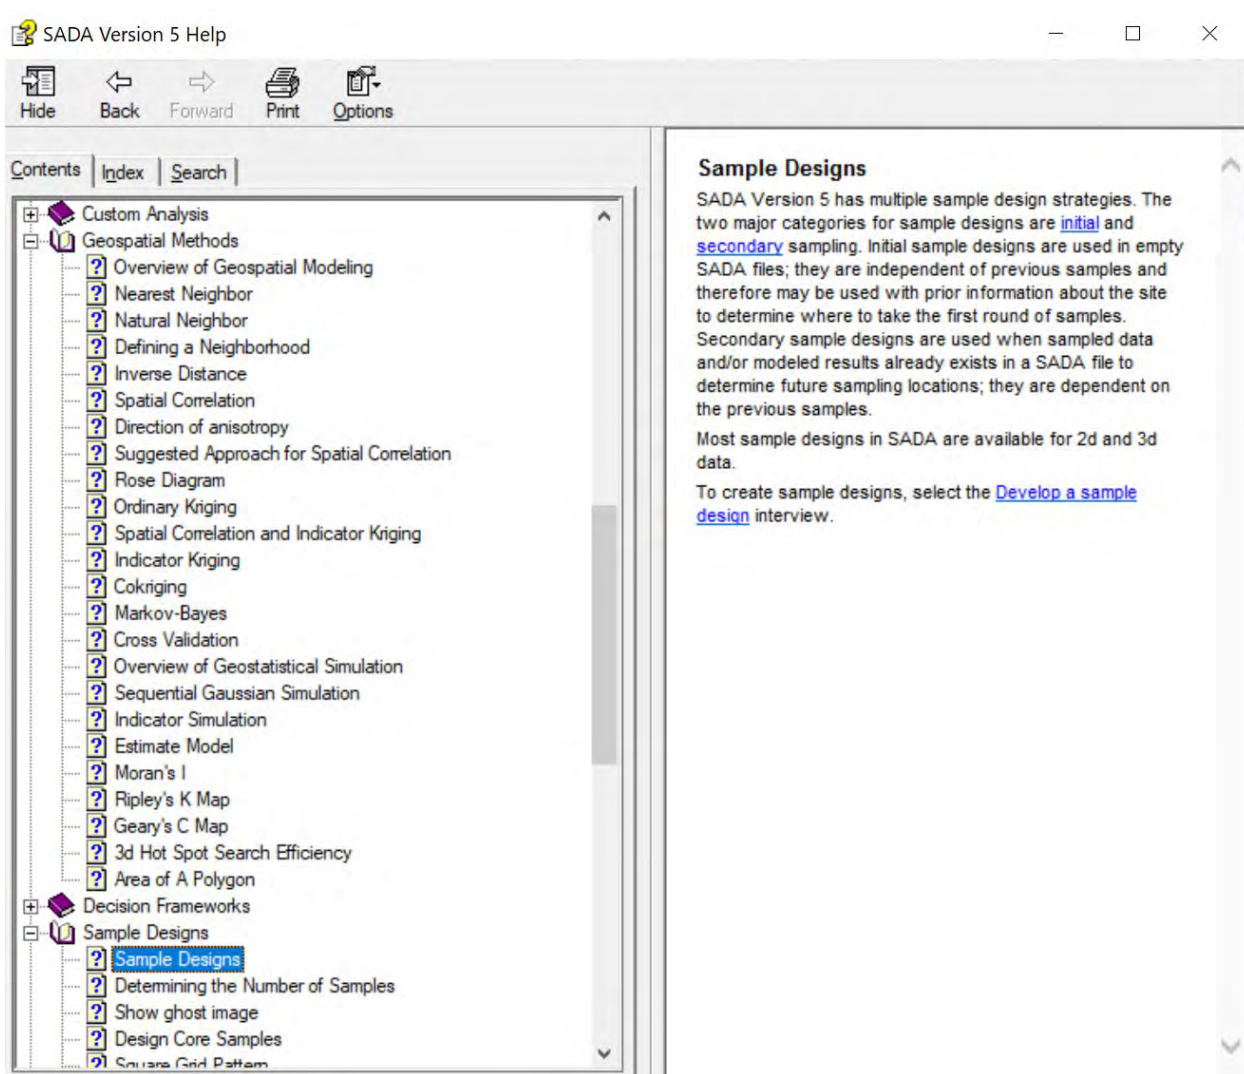 SADA Version 5 Help
Hide Back Forward Print Options
Contents Index Search
Custom Analysis
Geospatial Methods
Overview of Geospatial Modeling
Nearest Neighbor
Natural Neighbor
Defining a Neighborhood
Inverse Distance
Spatial Correlation
Direction of anisotropy
Suggested Approach for Spatial Correlation
Rose Diagram
Ordinary Kriging
Spatial Correlation and Indicator Kriging
Indicator Kriging
Cokriging
Markov-Bayes
Cross Validation
Overview of Geostatistical Simulation
Sequential Gaussian Simulation
Indicator Simulation
Estimate Model
Moran's I
Ripley's K Map
Geary's C Map
3d Hot Spot Search Efficiency
Area of A Polygon
Decision Frameworks
Sample Designs
Sample Designs
Determining the Number of Samples
Show ghost image
Design Core Samples
Square Grid Pattern
Sample Designs
SADA Version 5 has multiple sample design strategies. The
two major categories for sample designs are initial and
secondary sampling. Initial sample designs are used in empty
SADA files; they are independent of previous samples and
therefore may be used with prior information about the site
to determine where to take the first round of samples.
Secondary sample designs are used when sampled data
and/or modeled results already exists in a SADA file to
determine future sampling locations; they are dependent on
the previous samples.
Most sample designs in SADA are available for 2d and 3d
data.
To create sample designs, select the Develop a sample
design interview.